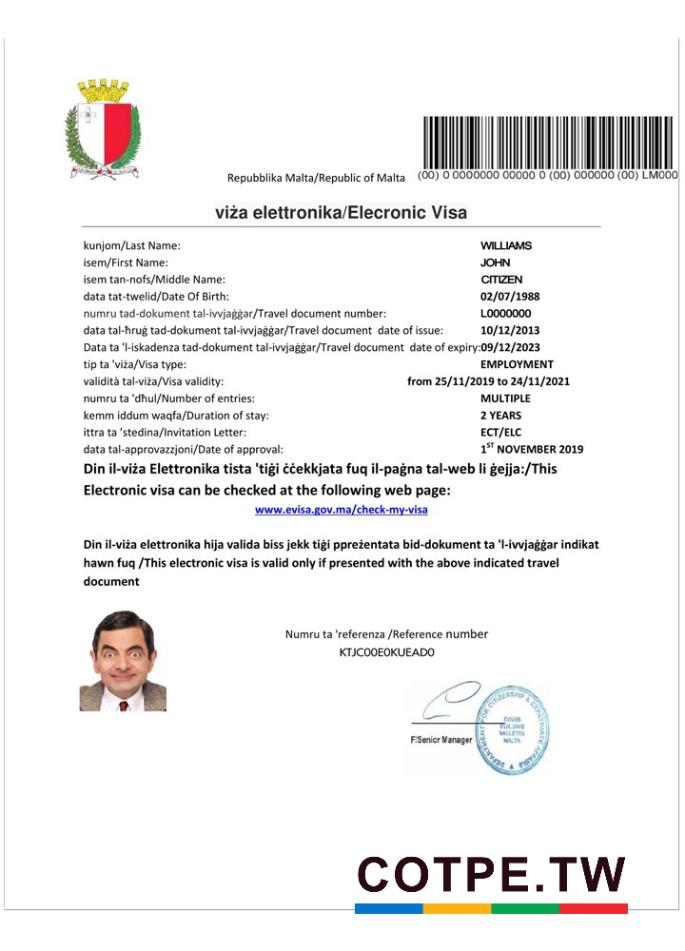 (00) 0 0000000 00000 0 (00) 000000 (00) LM000
Repubblika Malta/Republic of Malta
viża elettronika/Elecronic Visa
kunjom/Last Name: WILLIAMS
isem/First Name: JOHN
isem tan-nofs/Middle Name: CITIZEN
data tat-twelid/Date Of Birth: 02/07/1988
numru tad-dokument tal-ivvjaġġar/Travel document number: L0000000
data tal-ħruġ tad-dokument tal-ivvjaġġar/Travel document date of issue: 10/12/2013
Data ta 'l-iskadenza tad-dokument tal-ivvjaġġar/Travel document date of expiry: 09/12/2023
tip ta 'viża/Visa type: EMPLOYMENT
validità tal-viża/Visa validity: from 25/11/2019 to 24/11/2021
numru ta 'dħul/Number of entries: MULTIPLE
kemm iddum waqfa/Duration of stay: 2 YEARS
ittra ta 'stedina/Invitation Letter: ECT/ELC
data tal-approvazzjoni/Date of approval: 1ST NOVEMBER 2019
Din il-viża Elettronika tista 'tiġi ċċekkjata fuq il-paġna tal-web li ġejja:/This
Electronic visa can be checked at the following web page:
www.evisa.gov.ma/check-my-visa
Din il-viża elettronika hija valida biss jekk tiġi ppreżentata bid-dokument ta 'l-ivvjaġġar indikat
hawn fuq /This electronic visa is valid only if presented with the above indicated travel
document
Numru ta 'referenza /Reference number
KTJC00E0KUEAD0
F/Senior Manager
DEPARTMENT FOR CITIZENSHIP & EXPATRIATE AFFAIRS
EVANS
BUILDING
VALLETTA
MALTA
COTPE.TW